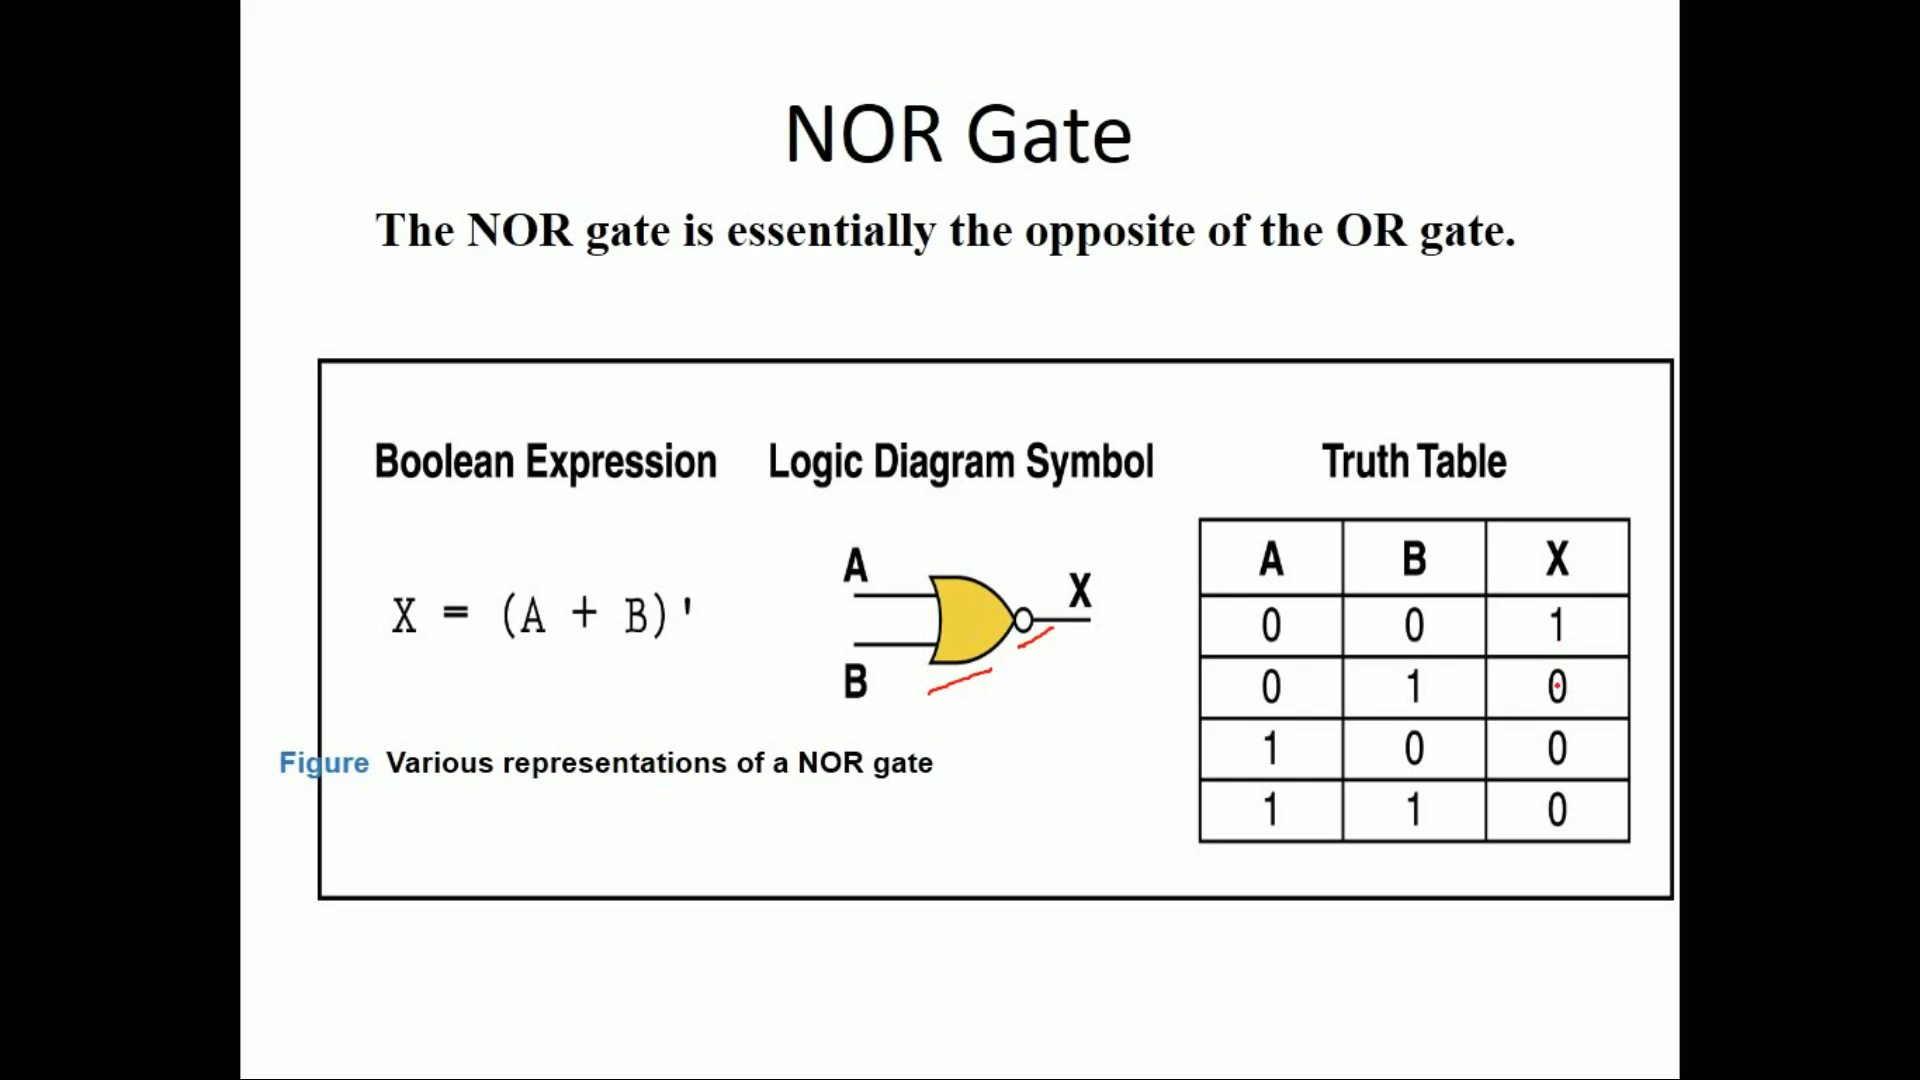 NOR Gate
The NOR gate is essentially the opposite of the OR gate.
Boolean Expression Logic Diagram Symbol Truth Table
X = (A + B)'
A
X
B
A B X
0 0 1
0 1 0
1 0 0
1 1 0
Figure Various representations of a NOR gate